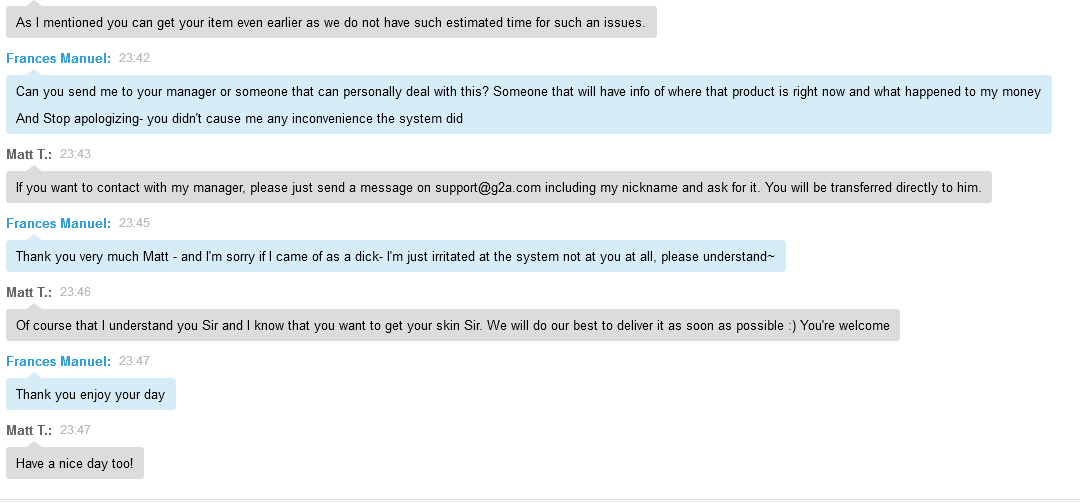 As I mentioned you can get your item even earlier as we do not have such estimated time for such an issues.
Frances Manuel: 23:42
Can you send me to your manager or someone that can personally deal with this? Someone that will have info of where that product is right now and what happened to my money
And Stop apologizing- you didn't cause me any inconvenience the system did
Matt T.: 23:43
If you want to contact with my manager, please just send a message on support@g2a.com including my nickname and ask for it. You will be transferred directly to him.
Frances Manuel: 23:45
Thank you very much Matt - and I'm sorry if I came of as a dick- I'm just irritated at the system not at you at all, please understand~
Matt T.: 23:46
Of course that I understand you Sir and I know that you want to get your skin Sir. We will do our best to deliver it as soon as possible :) You're welcome
Frances Manuel: 23:47
Thank you enjoy your day
Matt T.: 23:47
Have a nice day too!